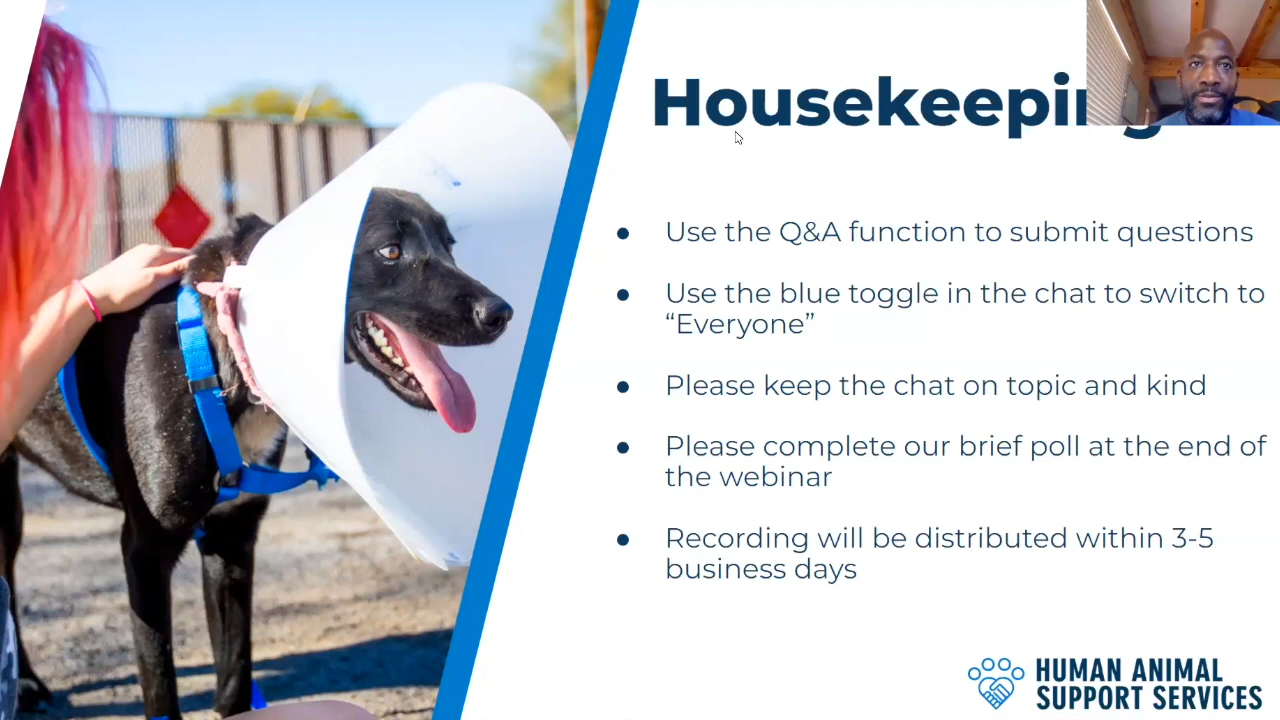 Housekeeping
Use the Q&A function to submit questions
Use the blue toggle in the chat to switch to
“Everyone”
Please keep the chat on topic and kind
Please complete our brief poll at the end of
the webinar
Recording will be distributed within 3-5
business days
HUMAN ANIMAL
SUPPORT SERVICES